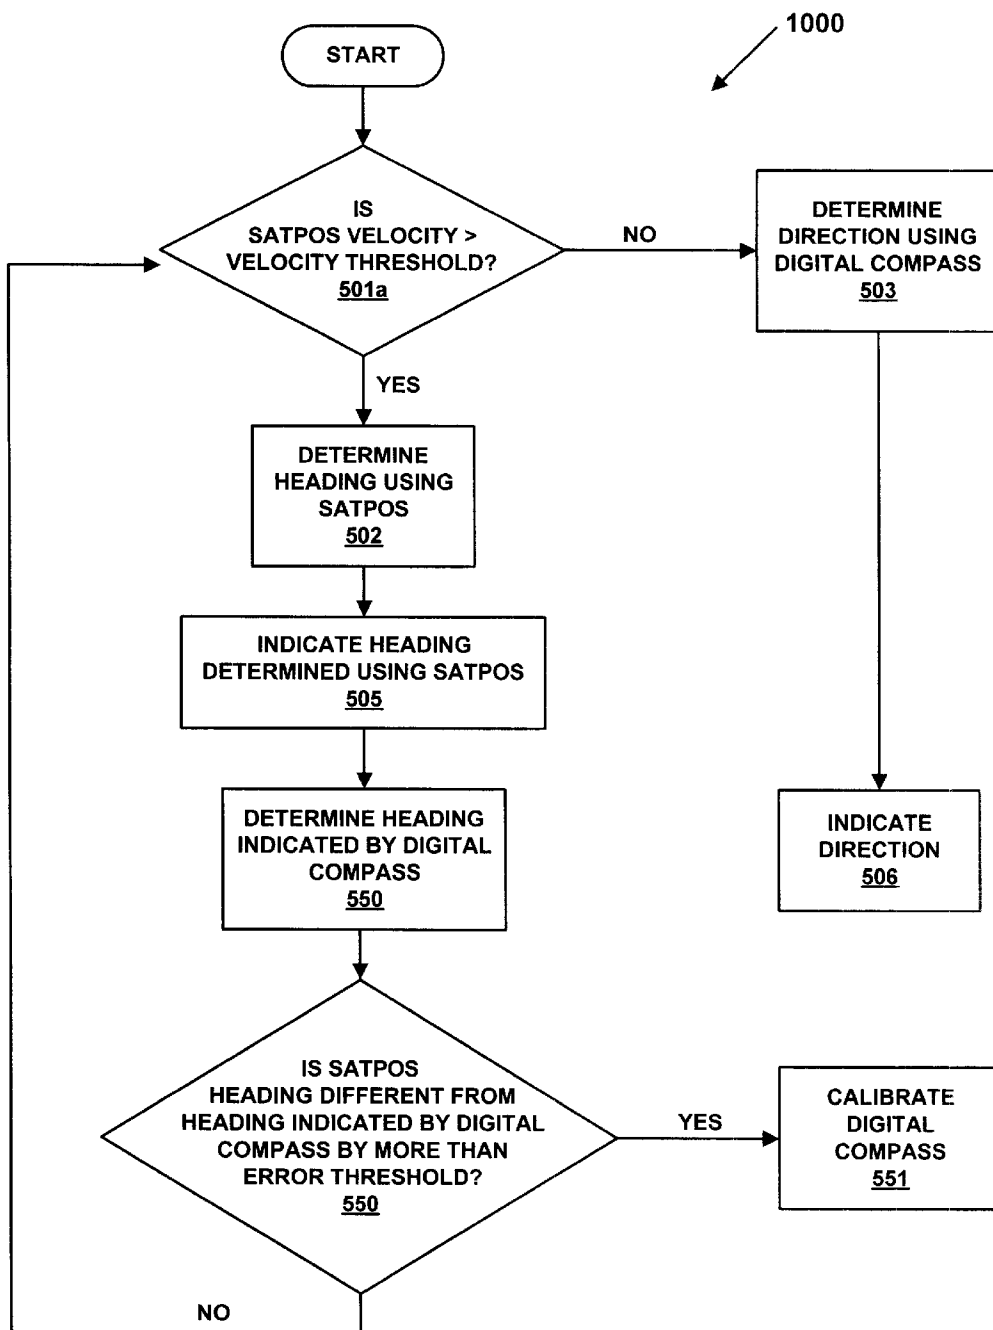 1000
START
IS
SATPOS VELOCITY >
VELOCITY THRESHOLD?
501a
NO
DETERMINE
DIRECTION USING
DIGITAL COMPASS
503
YES
DETERMINE
HEADING USING
SATPOS
502
INDICATE HEADING
DETERMINED USING SATPOS
505
DETERMINE HEADING
INDICATED BY DIGITAL
COMPASS
550
INDICATE
DIRECTION
506
IS SATPOS
HEADING DIFFERENT FROM
HEADING INDICATED BY DIGITAL
COMPASS BY MORE THAN
ERROR THRESHOLD?
550
YES
CALIBRATE
DIGITAL
COMPASS
551
NO